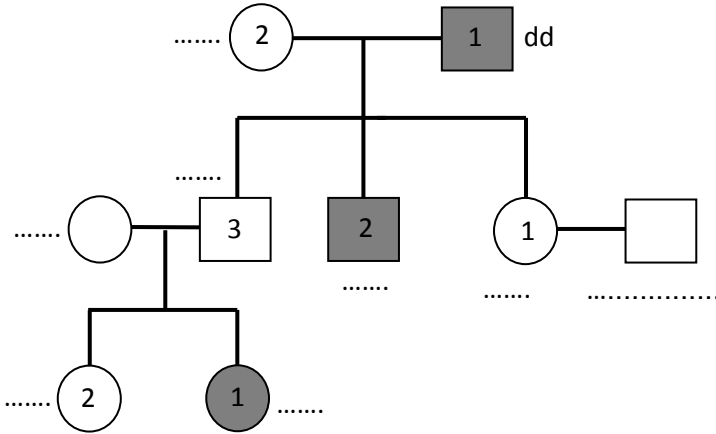 ……. 2 1 dd
…….
……. 3 2 1
……. ……. …................
……. 2 1 …….